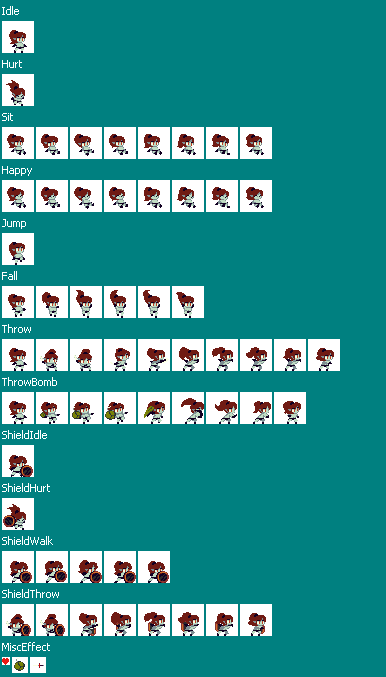 Idle
Hurt
Sit
Happy
Jump
Fall
Throw
ThrowBomb
ShieldIdle
ShieldHurt
ShieldWalk
ShieldThrow
MiscEffect